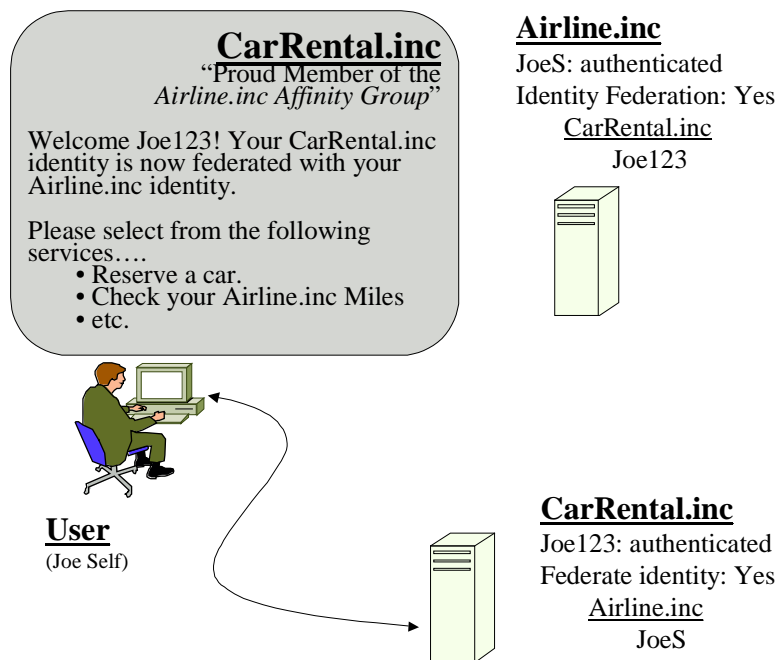 CarRental.inc
“Proud Member of the
Airline.inc Affinity Group”
Welcome Joe123! Your CarRental.inc
identity is now federated with your
Airline.inc identity.
Please select from the following
services….
• Reserve a car.
• Check your Airline.inc Miles
• etc.
Airline.inc
JoeS: authenticated
Identity Federation: Yes
CarRental.inc
Joe123
User
(Joe Self)
CarRental.inc
Joe123: authenticated
Federate identity: Yes
Airline.inc
JoeS